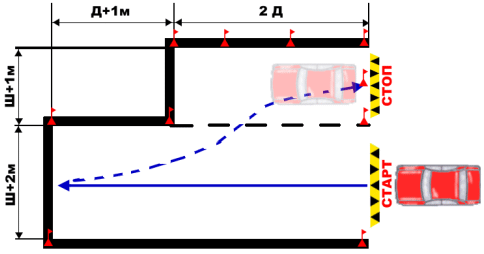 Д+1м
2 Д
Ш+1м
СТОП
Ш+2м
СТАРТ